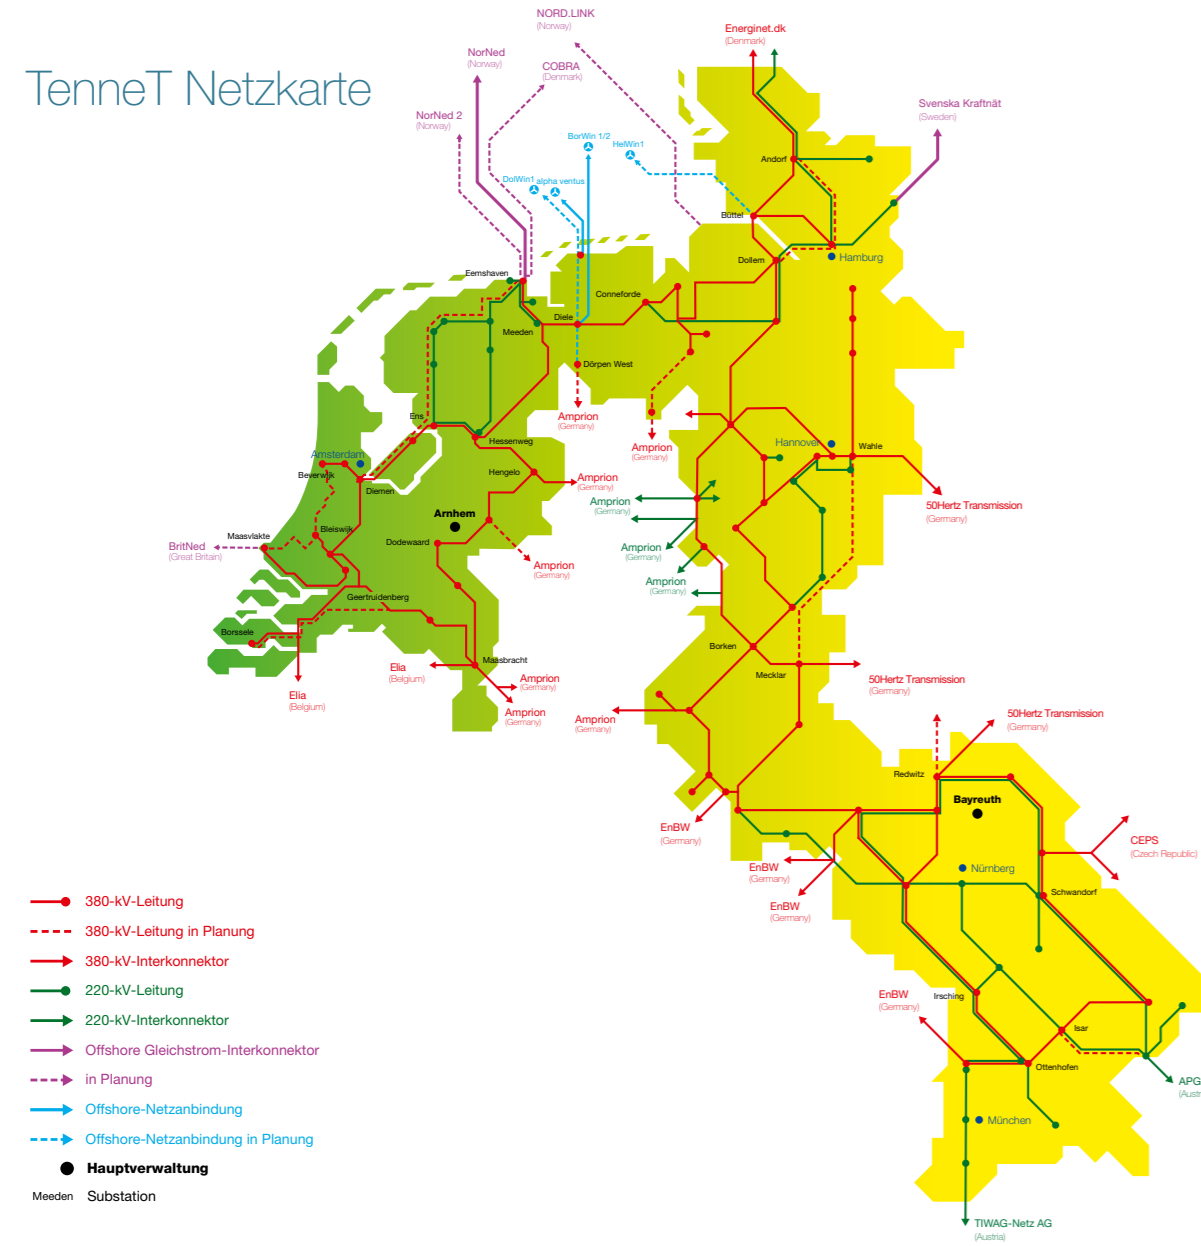 TenneT Netzkarte
NORD.LINK
(Norway)
Energinet.dk
(Denmark)
NorNed
(Norway)
COBRA
(Denmark)
Svenska Kraftnät
(Sweden)
NorNed 2
(Norway)
BorWin 1/2
HelWin1
DolWin1
alpha ventus
Andorf
Büttel
Dollern
Hamburg
Eemshaven
Conneforde
Diele
Meeden
Dörpen West
Amprion
(Germany)
Ens
Amprion
(Germany)
Hessenweg
Hannover
Wahle
Amsterdam
Beverwijk
Diemen
Hengelo
Amprion
(Germany)
Amprion
(Germany)
50Hertz Transmission
(Germany)
Arnhem
Maasvlakte
Bleiswijk
Dodewaard
BritNed
(Great Britain)
Amprion
(Germany)
Amprion
(Germany)
Amprion
(Germany)
Geertruidenberg
Borssele
Borken
Maasbracht
Mecklar
Elia
(Belgium)
Amprion
(Germany)
50Hertz Transmission
(Germany)
Elia
(Belgium)
Amprion
(Germany)
Amprion
(Germany)
50Hertz Transmission
(Germany)
Redwitz
Bayreuth
EnBW
(Germany)
CEPS
(Czech Republic)
EnBW
(Germany)
Nürnberg
Schwandorf
EnBW
(Germany)
EnBW
(Germany)
Irsching
Isar
Ottenhofen
APG
(Austr
München
TIWAG-Netz AG
(Austria)
380-kV-Leitung
380-kV-Leitung in Planung
380-kV-Interkonnektor
220-kV-Leitung
220-kV-Interkonnektor
Offshore Gleichstrom-Interkonnektor
in Planung
Offshore-Netzanbindung
Offshore-Netzanbindung in Planung
Hauptverwaltung
Meeden Substation